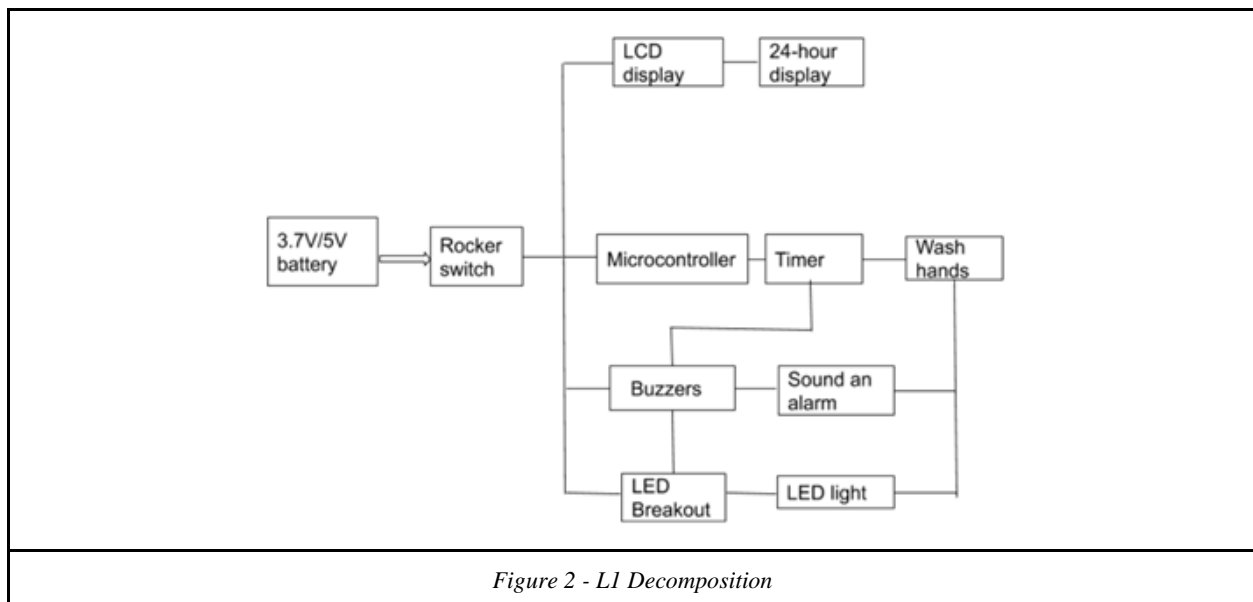 LCD
display
24-hour
display
3.7V/5V
battery
Rocker
switch
Microcontroller
Timer
Wash
hands
Buzzers
Sound an
alarm
LED
Breakout
LED light
Figure 2 - L1 Decomposition